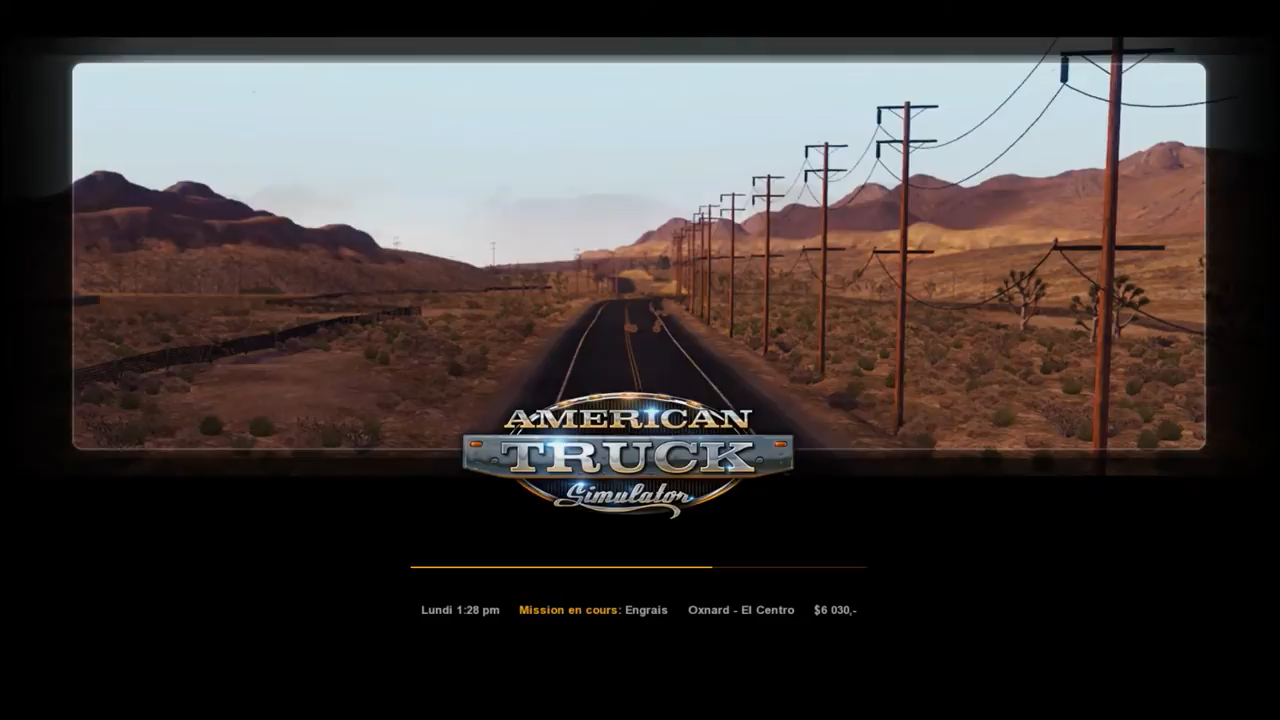 AMERICAN
TRUCK
Simulator
Lundi 1:28 pm Mission en cours: Engrais Oxnard - El Centro $6 030,-